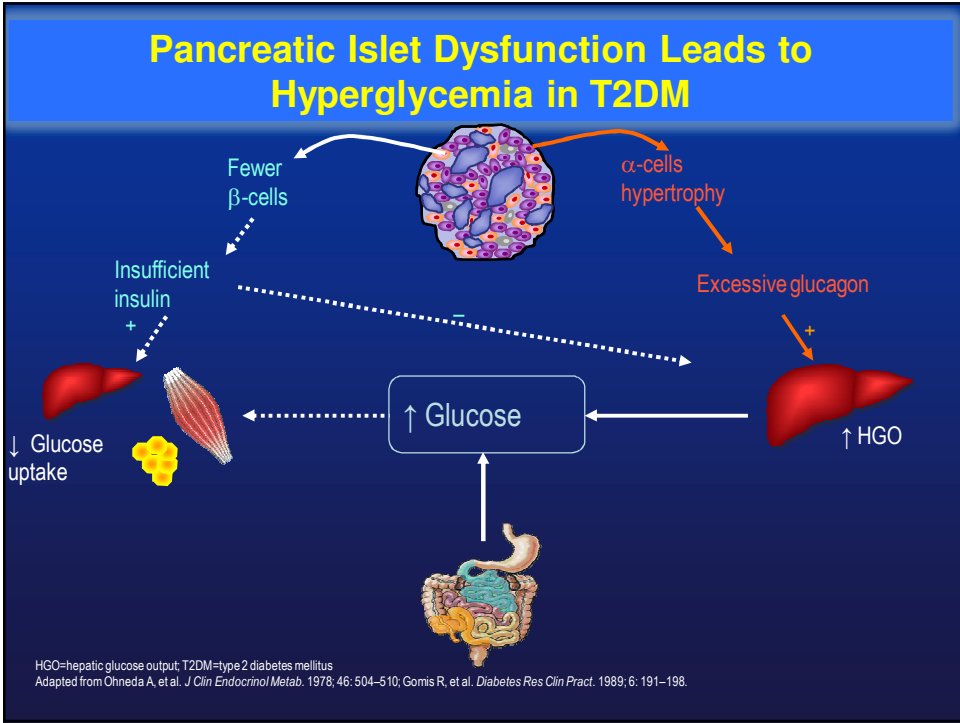 Pancreatic Islet Dysfunction Leads to
Hyperglycemia in T2DM
Fewer
β-cells
α-cells
hypertrophy
Insufficient
insulin
+
–
Excessive glucagon
+
↑ Glucose
↓ Glucose
uptake
↑ HGO
HGO=hepatic glucose output; T2DM=type 2 diabetes mellitus
Adapted from Ohneda A, et al. J Clin Endocrinol Metab. 1978; 46: 504–510; Gomis R, et al. Diabetes Res Clin Pract. 1989; 6: 191–198.